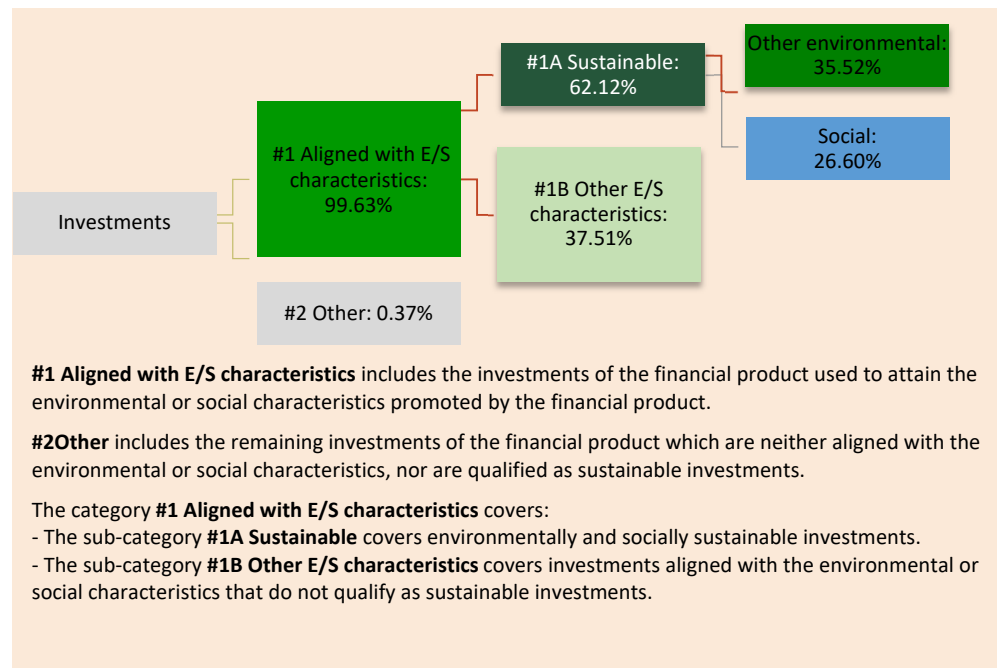 Investments
#1 Aligned with E/S
characteristics:
99.63%
#2 Other: 0.37%
#1A Sustainable:
62.12%
#1B Other E/S
characteristics:
37.51%
Other environmental:
35.52%
Social:
26.60%
#1 Aligned with E/S characteristics includes the investments of the financial product used to attain the
environmental or social characteristics promoted by the financial product.
#2Other includes the remaining investments of the financial product which are neither aligned with the
environmental or social characteristics, nor are qualified as sustainable investments.
The category #1 Aligned with E/S characteristics covers:
- The sub-category #1A Sustainable covers environmentally and socially sustainable investments.
- The sub-category #1B Other E/S characteristics covers investments aligned with the environmental or
social characteristics that do not qualify as sustainable investments.